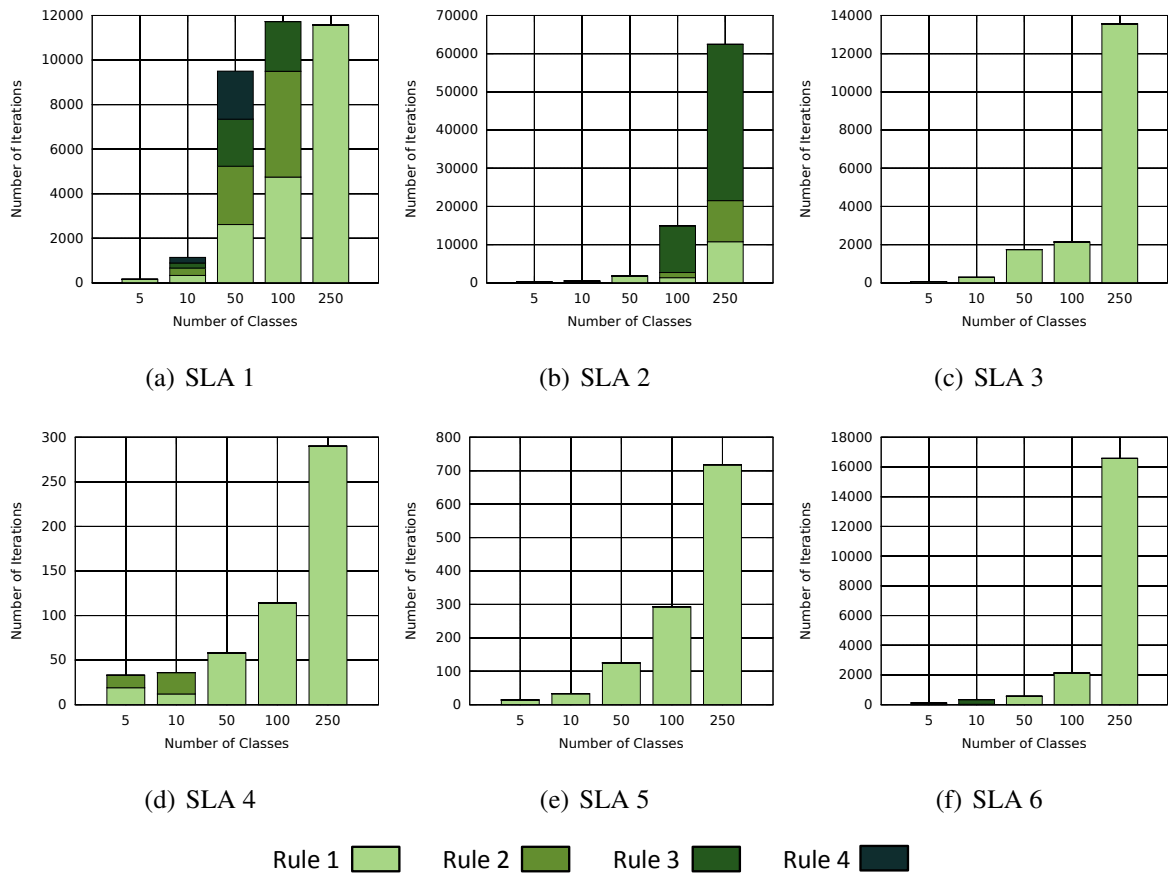 12000
10000
8000
6000
4000
2000
0
Number of Iterations
5 10 50 100 250
Number of Classes
(a) SLA 1
70000
60000
50000
40000
30000
20000
10000
0
Number of Iterations
5 10 50 100 250
Number of Classes
(b) SLA 2
14000
12000
10000
8000
6000
4000
2000
0
Number of Iterations
5 10 50 100 250
Number of Classes
(c) SLA 3
300
250
200
150
100
50
0
Number of Iterations
5 10 50 100 250
Number of Classes
(d) SLA 4
800
700
600
500
400
300
200
100
0
Number of Iterations
5 10 50 100 250
Number of Classes
(e) SLA 5
18000
16000
14000
12000
10000
8000
6000
4000
2000
0
Number of Iterations
5 10 50 100 250
Number of Classes
(f) SLA 6
Rule 1 Rule 2 Rule 3 Rule 4